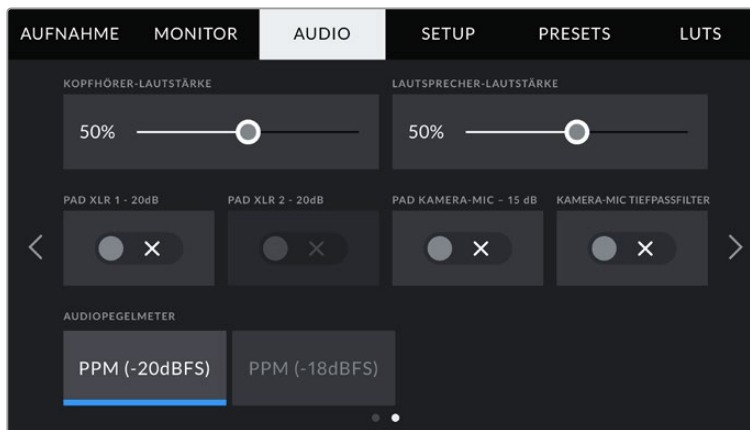 AUFNAHME MONITOR AUDIO SETUP PRESETS LUTS
KOPFHÖRER-LAUTSTÄRKE LAUTSPRECHER-LAUTSTÄRKE
50% 50%
PAD XLR 1 - 20dB PAD XLR 2 - 20dB PAD KAMERA-MIC – 15 dB KAMERA-MIC TIEFPASSFILTER
AUDIOPEGELMETER
PPM (-20dBFS) PPM (-18dBFS)